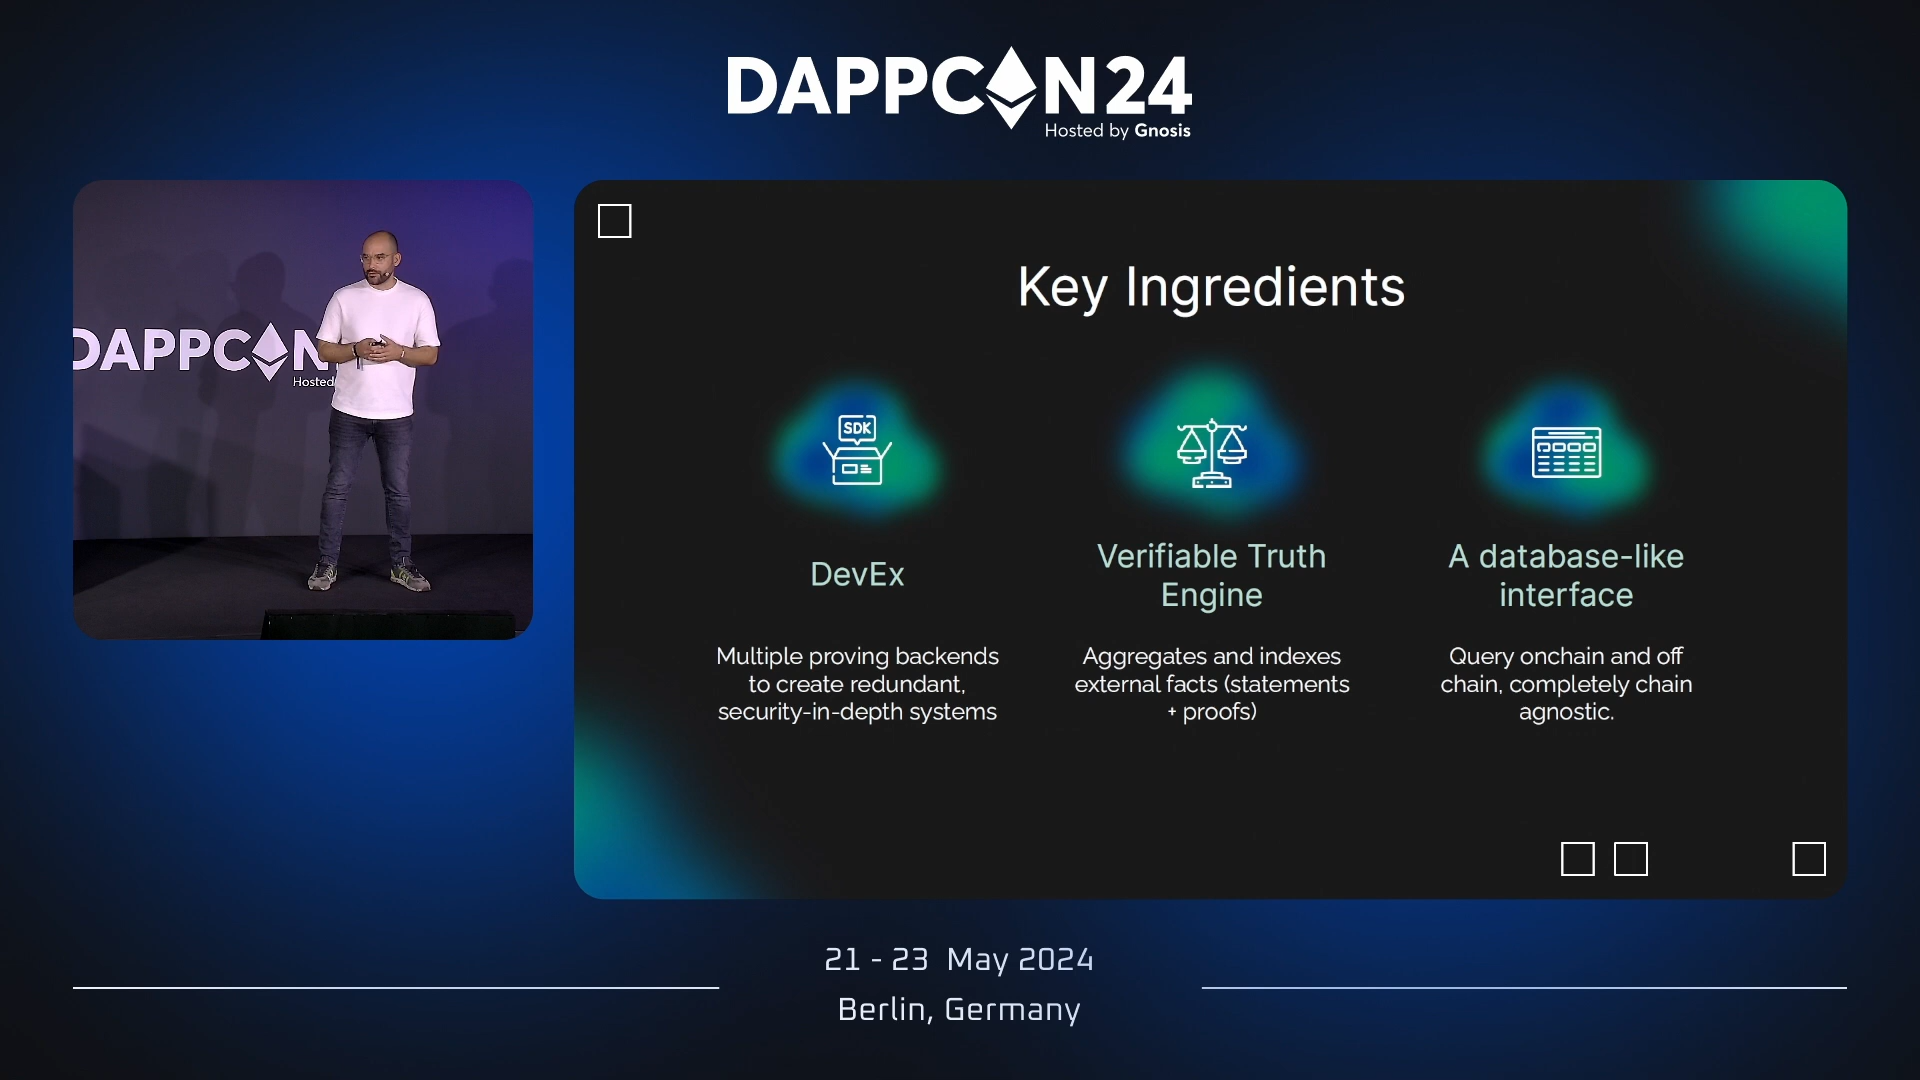 DAPPCON24
Hosted by Gnosis
DAPPCON
Hosted
Key Ingredients
SDK
DevEx
Multiple proving backends
to create redundant,
security-in-depth systems
Verifiable Truth
Engine
Aggregates and indexes
external facts (statements
+ proofs)
A database-like
interface
Query onchain and off
chain, completely chain
agnostic.
21 - 23 May 2024
Berlin, Germany